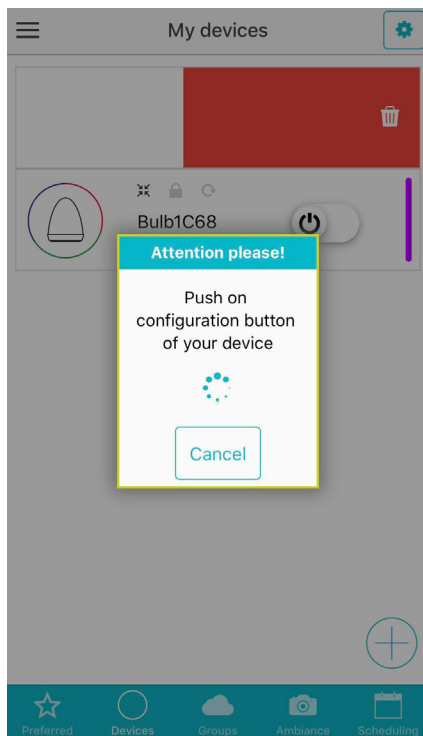 My devices
Bulb1C68
Attention please!
Push on
configuration button
of your device
Cancel
Preferred
Devices
Groups
Ambiance
Scheduling